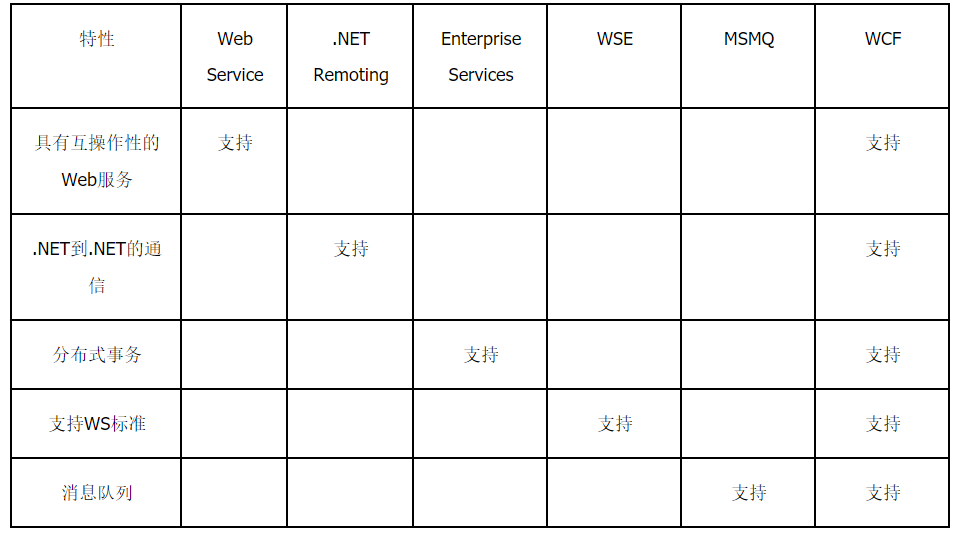 特性
Web
Service
.NET
Remoting
Enterprise
Services
WSE
MSMQ
WCF
具有互操作性的
Web服务
支持
支持
.NET到.NET的通
信
支持
支持
分布式事务
支持
支持
支持WS标准
支持
支持
消息队列
支持
支持